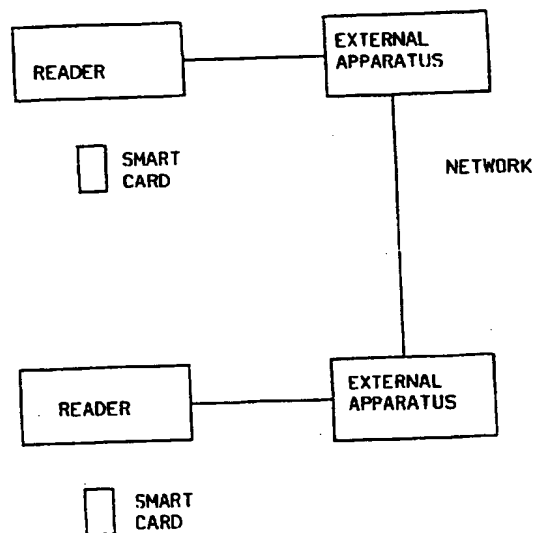 READER
EXTERNAL
APPARATUS
SMART
CARD
NETWORK
READER
EXTERNAL
APPARATUS
SMART
CARD